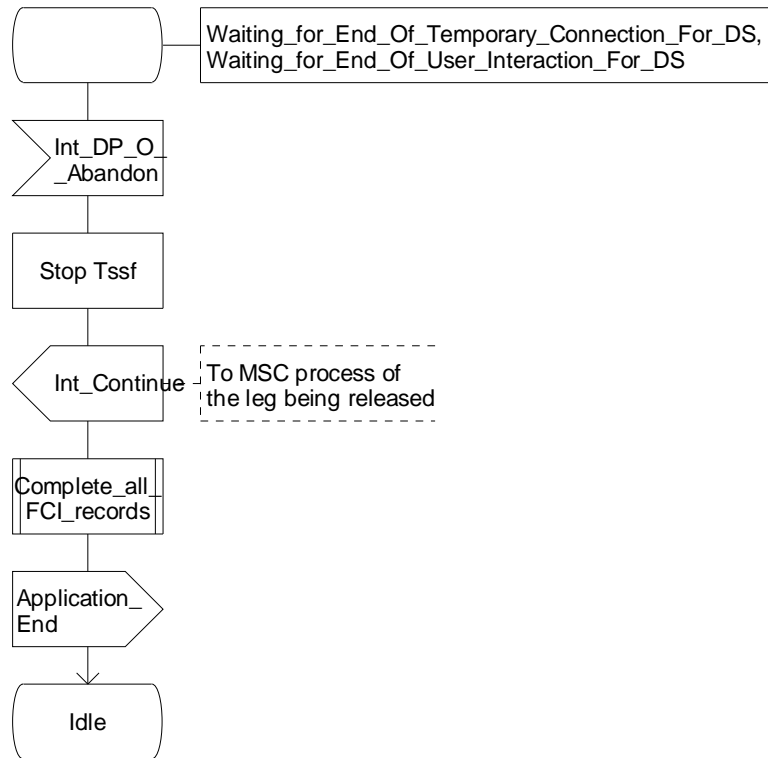 Waiting_for_End_Of_Temporary_Connection_For_DS,
Waiting_for_End_Of_User_Interaction_For_DS
Int_DP_O_
_Abandon
Stop Tssf
Int_Continue
To MSC process of
the leg being released
Complete_all_
FCI_records
Application_
End
Idle